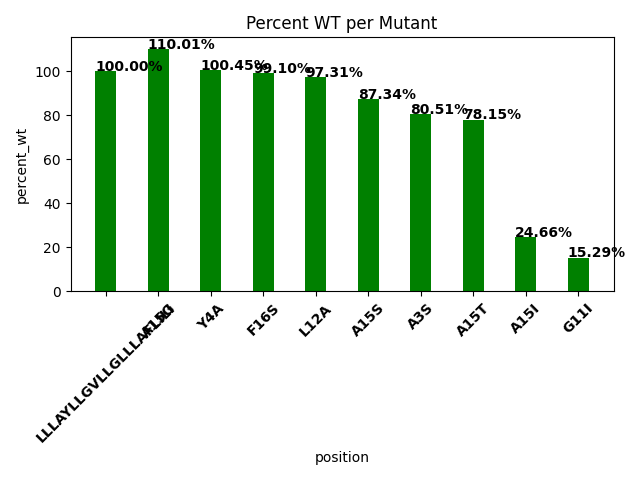 Percent WT per Mutant
percent_wt
100
80
60
40
20
0
100.00%
110.01%
100.45%
99.10%
97.31%
87.34%
80.51%
78.15%
24.66%
15.29%
Y4A
F16S
L12A
A15S
A3S
A15T
A15I
G11I
position